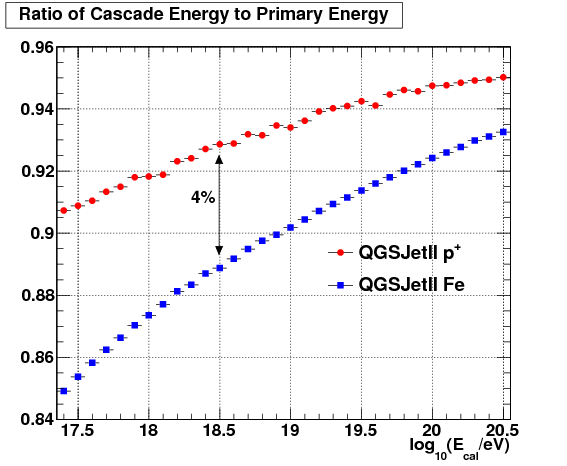 Ratio of Cascade Energy to Primary Energy
0.96
0.94
0.92
0.9
0.88
0.86
0.84
4%
QGSJetII p+
QGSJetII Fe
17.5 18 18.5 19 19.5 20 20.5
log10(Ecal/eV)